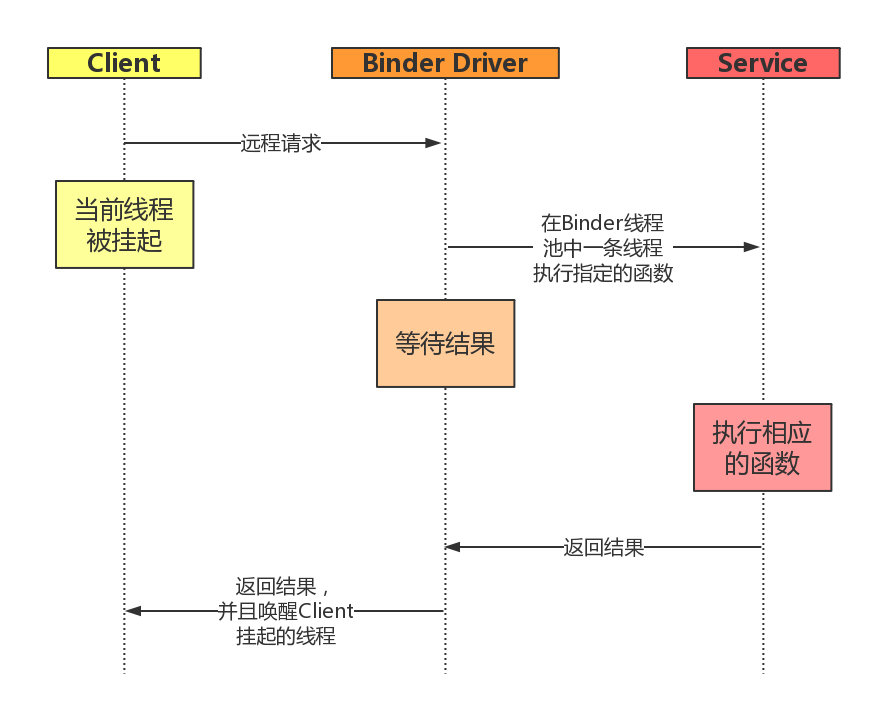 Client
Binder Driver
Service
远程请求
当前线程
被挂起
在Binder线程
池中一条线程
执行指定的函数
等待结果
执行相应
的函数
返回结果
返回结果，
并且唤醒Client
挂起的线程